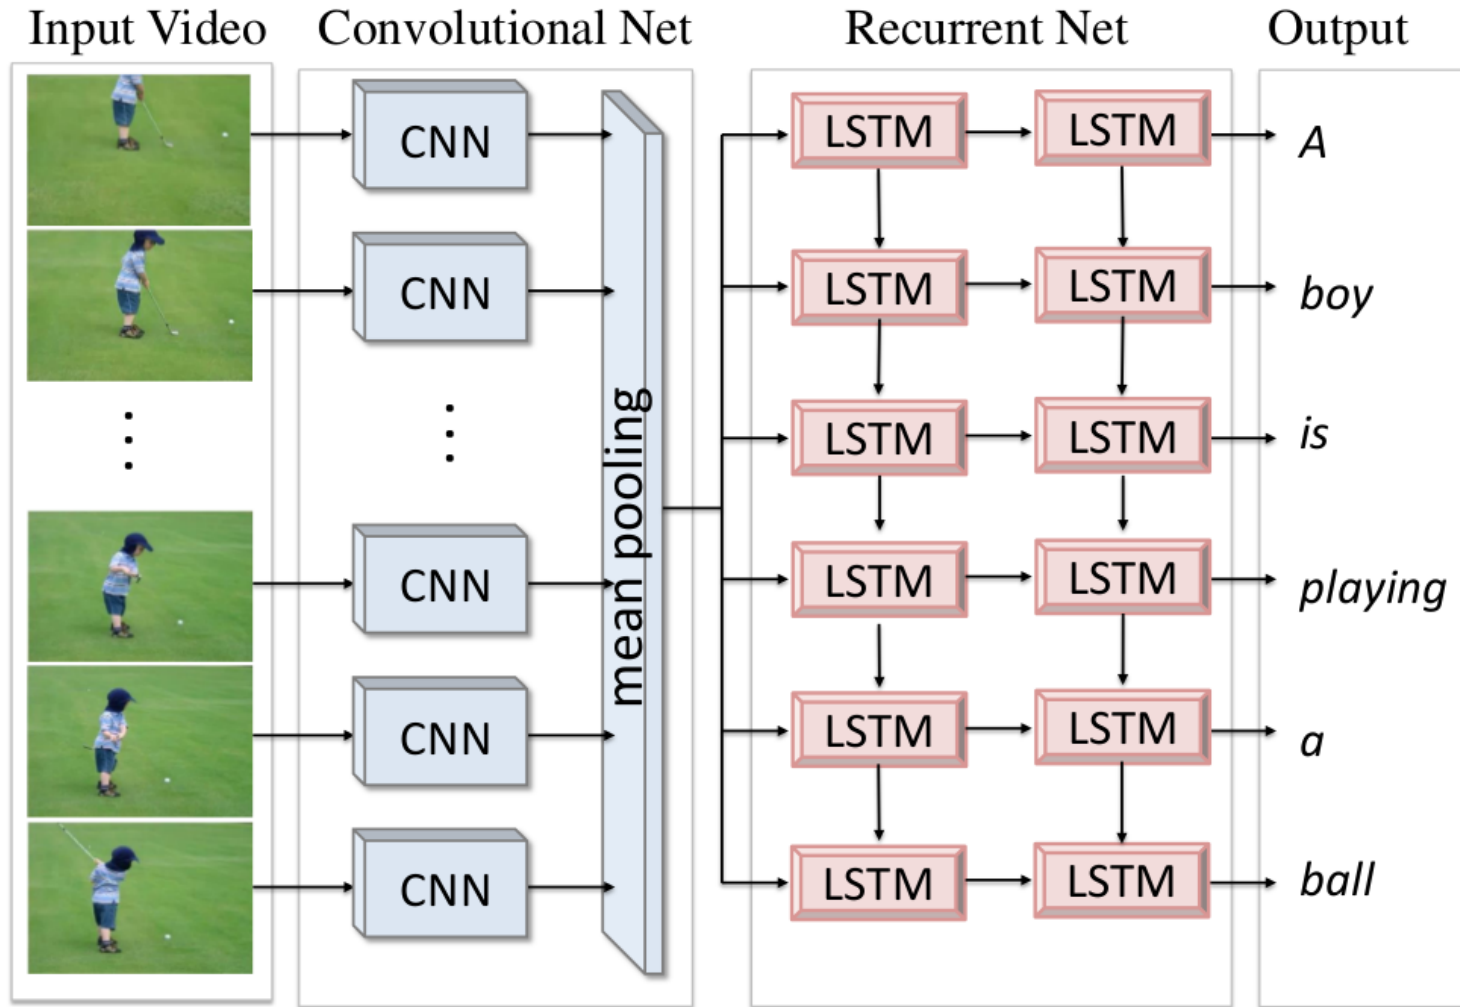 Input Video
Convolutional Net
Recurrent Net
Output
CNN
CNN
CNN
CNN
CNN
mean pooling
LSTM LSTM A
LSTM LSTM boy
LSTM LSTM is
LSTM LSTM playing
LSTM LSTM a
LSTM LSTM ball